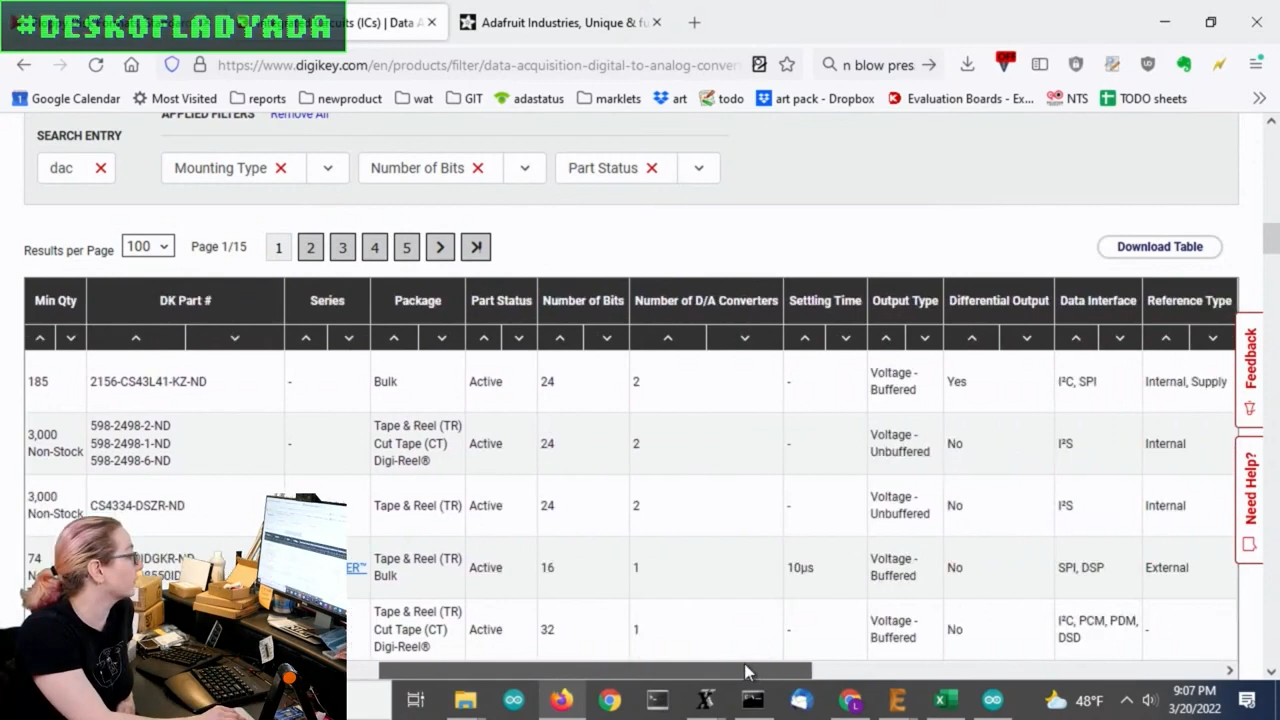 #DESKOFLADYADA
(ICs) | Data A
Adafruit Industries, Unique & fu
https://www.digikey.com/en/products/filter/data-acquisition-digital-to-analog-conver
n blow pres
OFF
Google Calendar
Most Visited
reports
newproduct
wat
GIT
adastatus
marklets
art
todo
art pack - Dropbox
Evaluation Boards - Ex...
NTS
TODO sheets
APPLIED FILTERS Remove All
SEARCH ENTRY
dac
Mounting Type
Number of Bits
Part Status
Results per Page
100
Page 1/15
1
2
3
4
5
Download Table
Min Qty
DK Part #
Series
Package
Part Status
Number of Bits
Number of D/A Converters
Settling Time
Output Type
Differential Output
Data Interface
Reference Type
185
2156-CS43L41-KZ-ND
-
Bulk
Active
24
2
-
Voltage -
Buffered
Yes
I²C, SPI
Internal, Supply
3,000
Non-Stock
598-2498-2-ND
598-2498-1-ND
598-2498-6-ND
-
Tape & Reel (TR)
Cut Tape (CT)
Digi-Reel®
Active
24
2
-
Voltage -
Unbuffered
No
I²S
Internal
3,000
Non-Stock
CS4334-DSZR-ND
Tape & Reel (TR)
Active
24
2
-
Voltage -
Unbuffered
No
I²S
Internal
74
IDGKR-ND
8550ID
ER™
Tape & Reel (TR)
Bulk
Active
16
1
10µs
Voltage -
Buffered
No
SPI, DSP
External
Tape & Reel (TR)
Cut Tape (CT)
Digi-Reel®
Active
32
1
-
Voltage -
Buffered
No
I²C, PCM, PDM,
DSD
-
Feedback
Need Help?
48°F
9:07 PM
3/20/2022